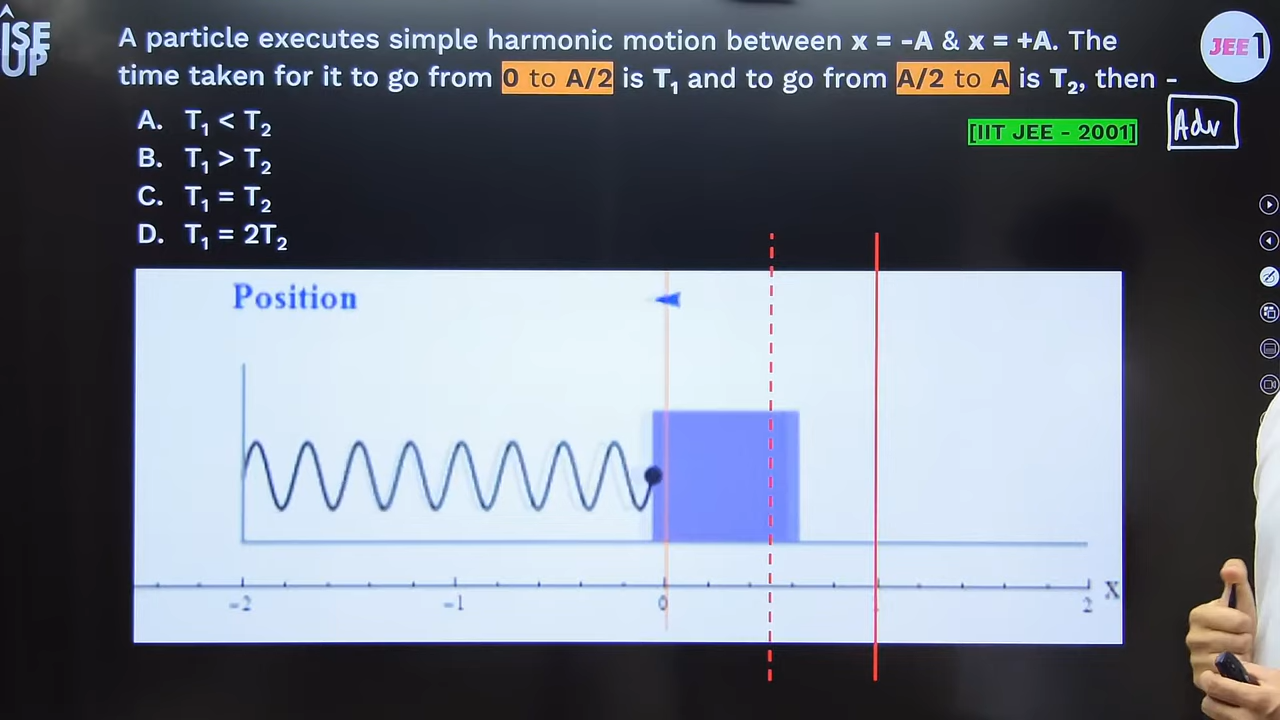 ISE
UP
A particle executes simple harmonic motion between x = -A & x = +A. The
JEE 1
time taken for it to go from 0 to A/2 is T₁ and to go from A/2 to A is T₂, then -
A. T₁ < T₂
[IIT JEE - 2001]
Adv
B. T₁ > T₂
C. T₁ = T₂
D. T₁ = 2T₂
Position
X
-2 -1 0 2